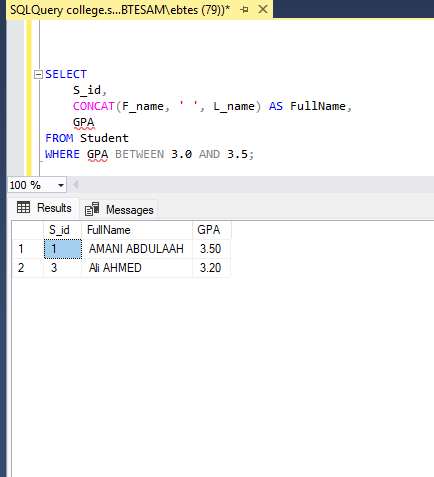 SQLQuery college.s...BTESAM\ebtes (79))*
SELECT
S_id,
CONCAT(F_name, ' ', L_name) AS FullName,
GPA
FROM Student
WHERE GPA BETWEEN 3.0 AND 3.5;
100 %
Results Messages
S_id FullName GPA
1 1 AMANI ABDULAAH 3.50
2 3 Ali AHMED 3.20